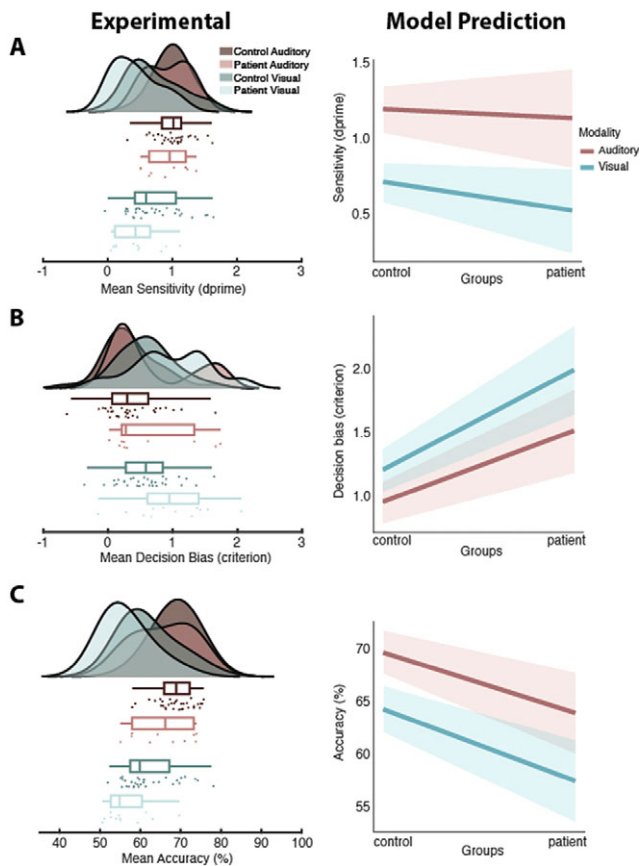 Experimental
Model Prediction
A
Control Auditory
Patient Auditory
Control Visual
Patient Visual
-1 0 1 2 3
Mean Sensitivity (dprime)
1.5
1.0
0.5
Sensitivity (dprime)
control
Groups
patient
Modality
Auditory
Visual
B
-1 0 1 2 3
Mean Decision Bias (criterion)
2.0
1.5
1.0
Decision bias (criterion)
control
Groups
patient
C
40 50 60 70 80 90 100
Mean Accuracy (%)
70
65
60
55
Accuracy (%)
control
Groups
patient